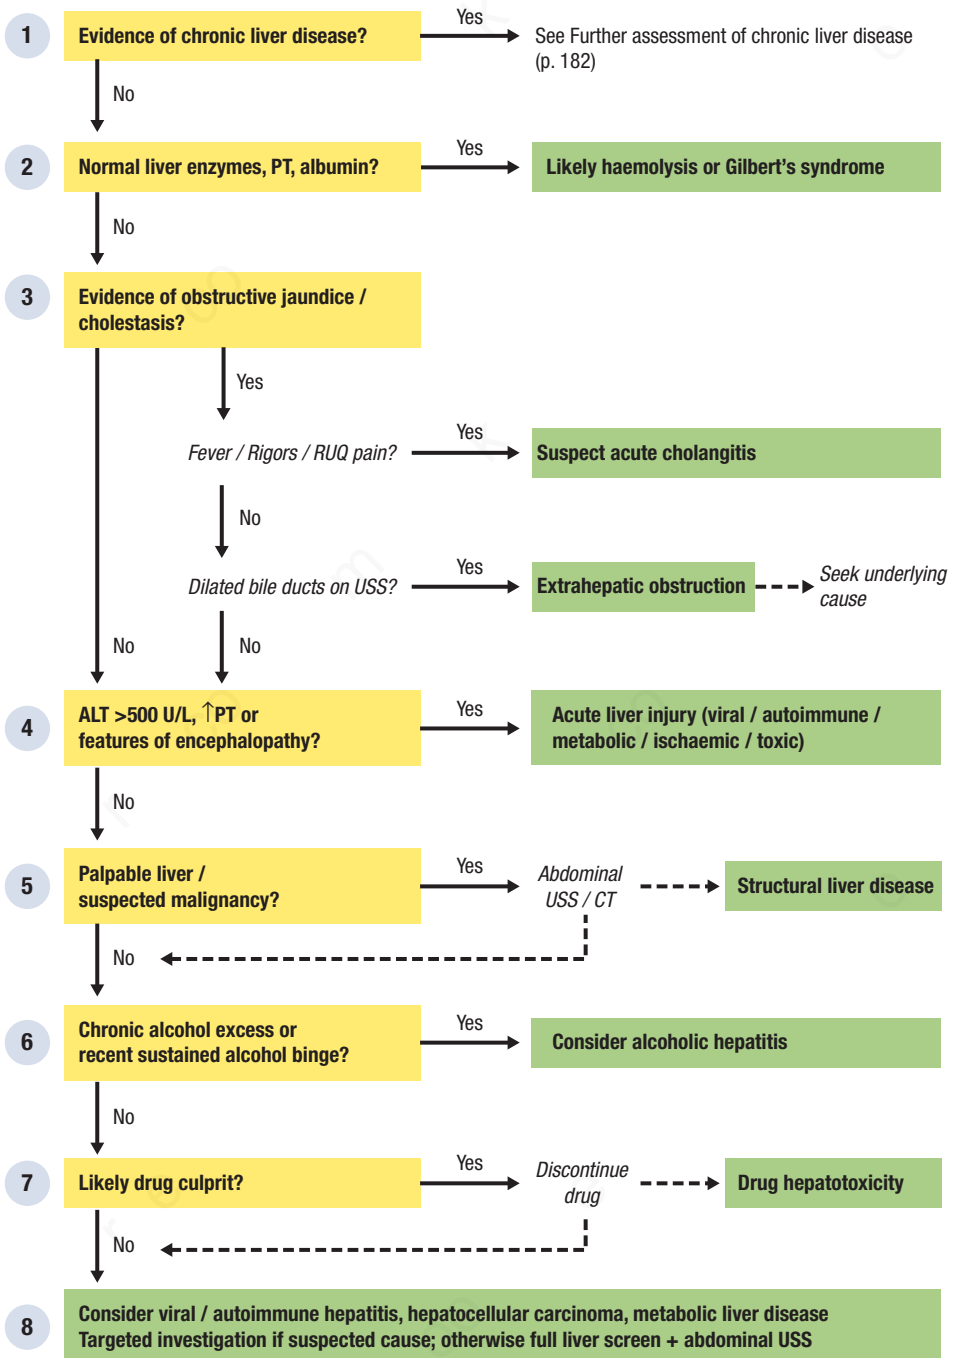 1
Evidence of chronic liver disease?
Yes
See Further assessment of chronic liver disease
(p. 182)
No
2
Normal liver enzymes, PT, albumin?
Yes
Likely haemolysis or Gilbert's syndrome
No
3
Evidence of obstructive jaundice /
cholestasis?
Yes
Fever / Rigors / RUQ pain?
Yes
Suspect acute cholangitis
No
Dilated bile ducts on USS?
Yes
Extrahepatic obstruction
Seek underlying
cause
No
No
4
ALT >500 U/L, ↑PT or
features of encephalopathy?
Yes
Acute liver injury (viral / autoimmune /
metabolic / ischaemic / toxic)
No
5
Palpable liver /
suspected malignancy?
Yes
Abdominal
USS / CT
Structural liver disease
No
6
Chronic alcohol excess or
recent sustained alcohol binge?
Yes
Consider alcoholic hepatitis
No
7
Likely drug culprit?
Yes
Discontinue
drug
Drug hepatotoxicity
No
8
Consider viral / autoimmune hepatitis, hepatocellular carcinoma, metabolic liver disease
Targeted investigation if suspected cause; otherwise full liver screen + abdominal USS